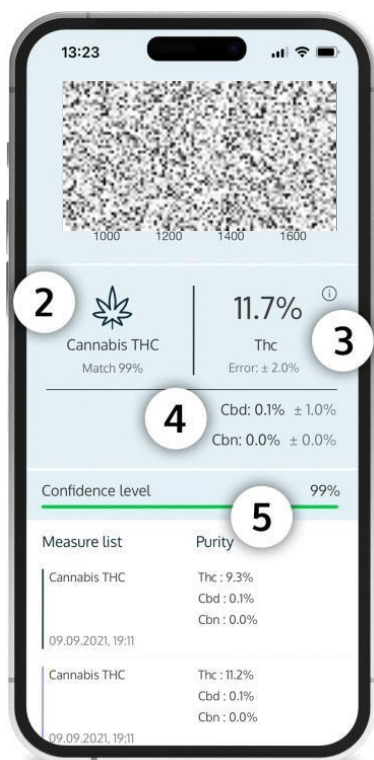 13:23
1000 1200 1400 1600
2
11.7%
Cannabis THC
Thc
3
Match 99%
Error: ± 2.0%
4
Cbd: 0.1% ± 1.0%
Cbn: 0.0% ± 0.0%
Confidence level 99%
5
Measure list Purity
Cannabis THC Thc : 9.3%
Cbd : 0.1%
Cbn : 0.0%
09.09.2021, 19:11
Cannabis THC Thc : 11.2%
Cbd : 0.1%
Cbn : 0.0%
09.09.2021, 19:11